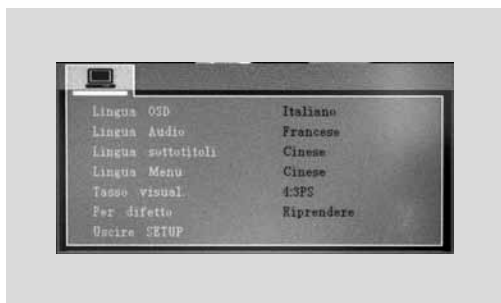 Lingua OSD Italiano
Lingua Audio Francese
Lingua sottotitoli Cinese
Lingua Menu Cinese
Tasso visual. 4:3PS
Per difetto Riprendere
Uscire SETUP